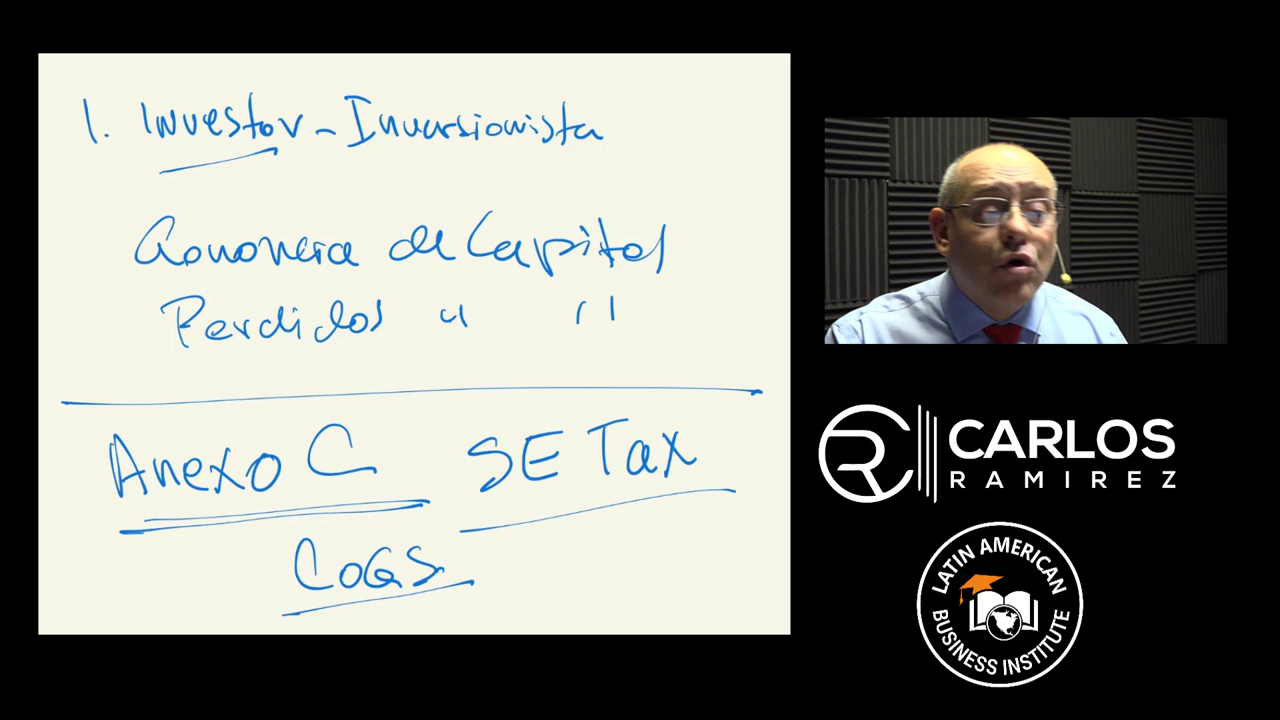 1. Investor - Inversionista
Ganancia de Capital
Perdidas " "
Anexo C SE Tax
COGS
CARLOS
RAMIREZ
LATIN AMERICAN
BUSINESS INSTITUTE